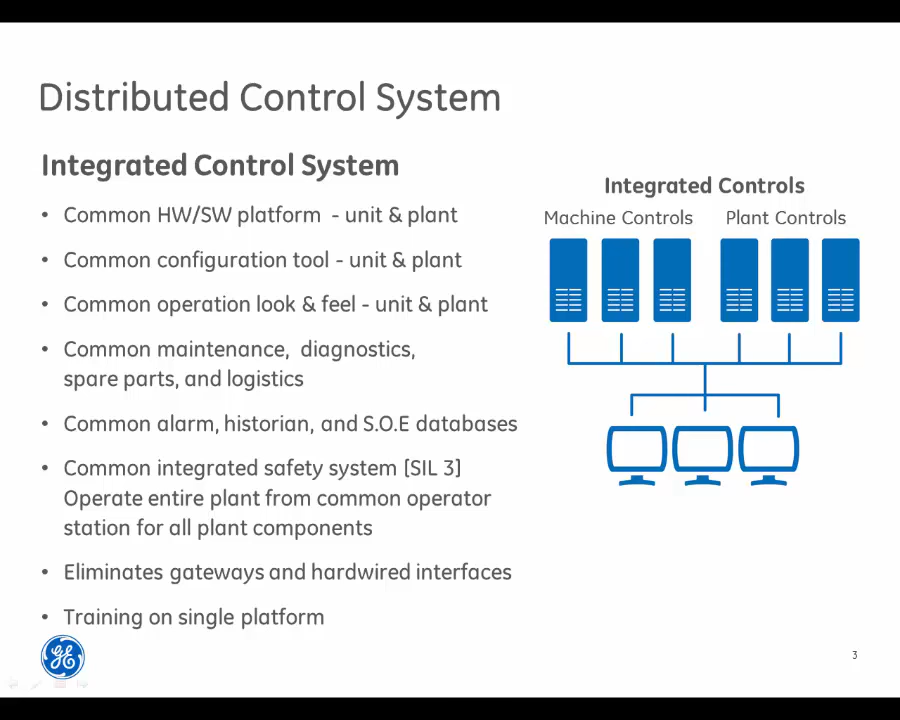 Distributed Control System
Integrated Control System
• Common HW/SW platform - unit & plant
• Common configuration tool - unit & plant
• Common operation look & feel - unit & plant
• Common maintenance, diagnostics,
spare parts, and logistics
• Common alarm, historian, and S.O.E databases
• Common integrated safety system [SIL 3]
Operate entire plant from common operator
station for all plant components
• Eliminates gateways and hardwired interfaces
• Training on single platform
Integrated Controls
Machine Controls Plant Controls
GE
3